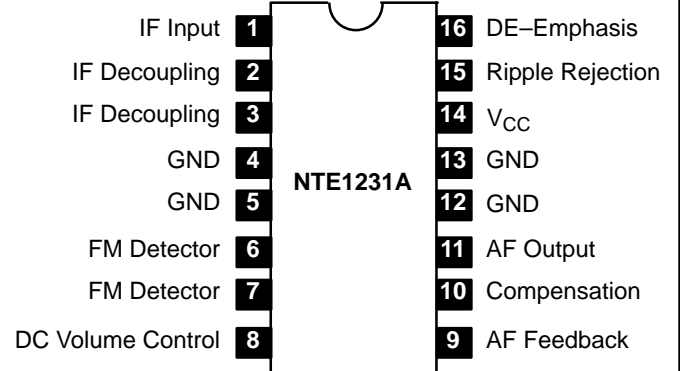 IF Input 1 16 DE–Emphasis
IF Decoupling 2 15 Ripple Rejection
IF Decoupling 3 14 VCC
GND 4 13 GND
NTE1231A
GND 5 12 GND
FM Detector 6 11 AF Output
FM Detector 7 10 Compensation
DC Volume Control 8 9 AF Feedback